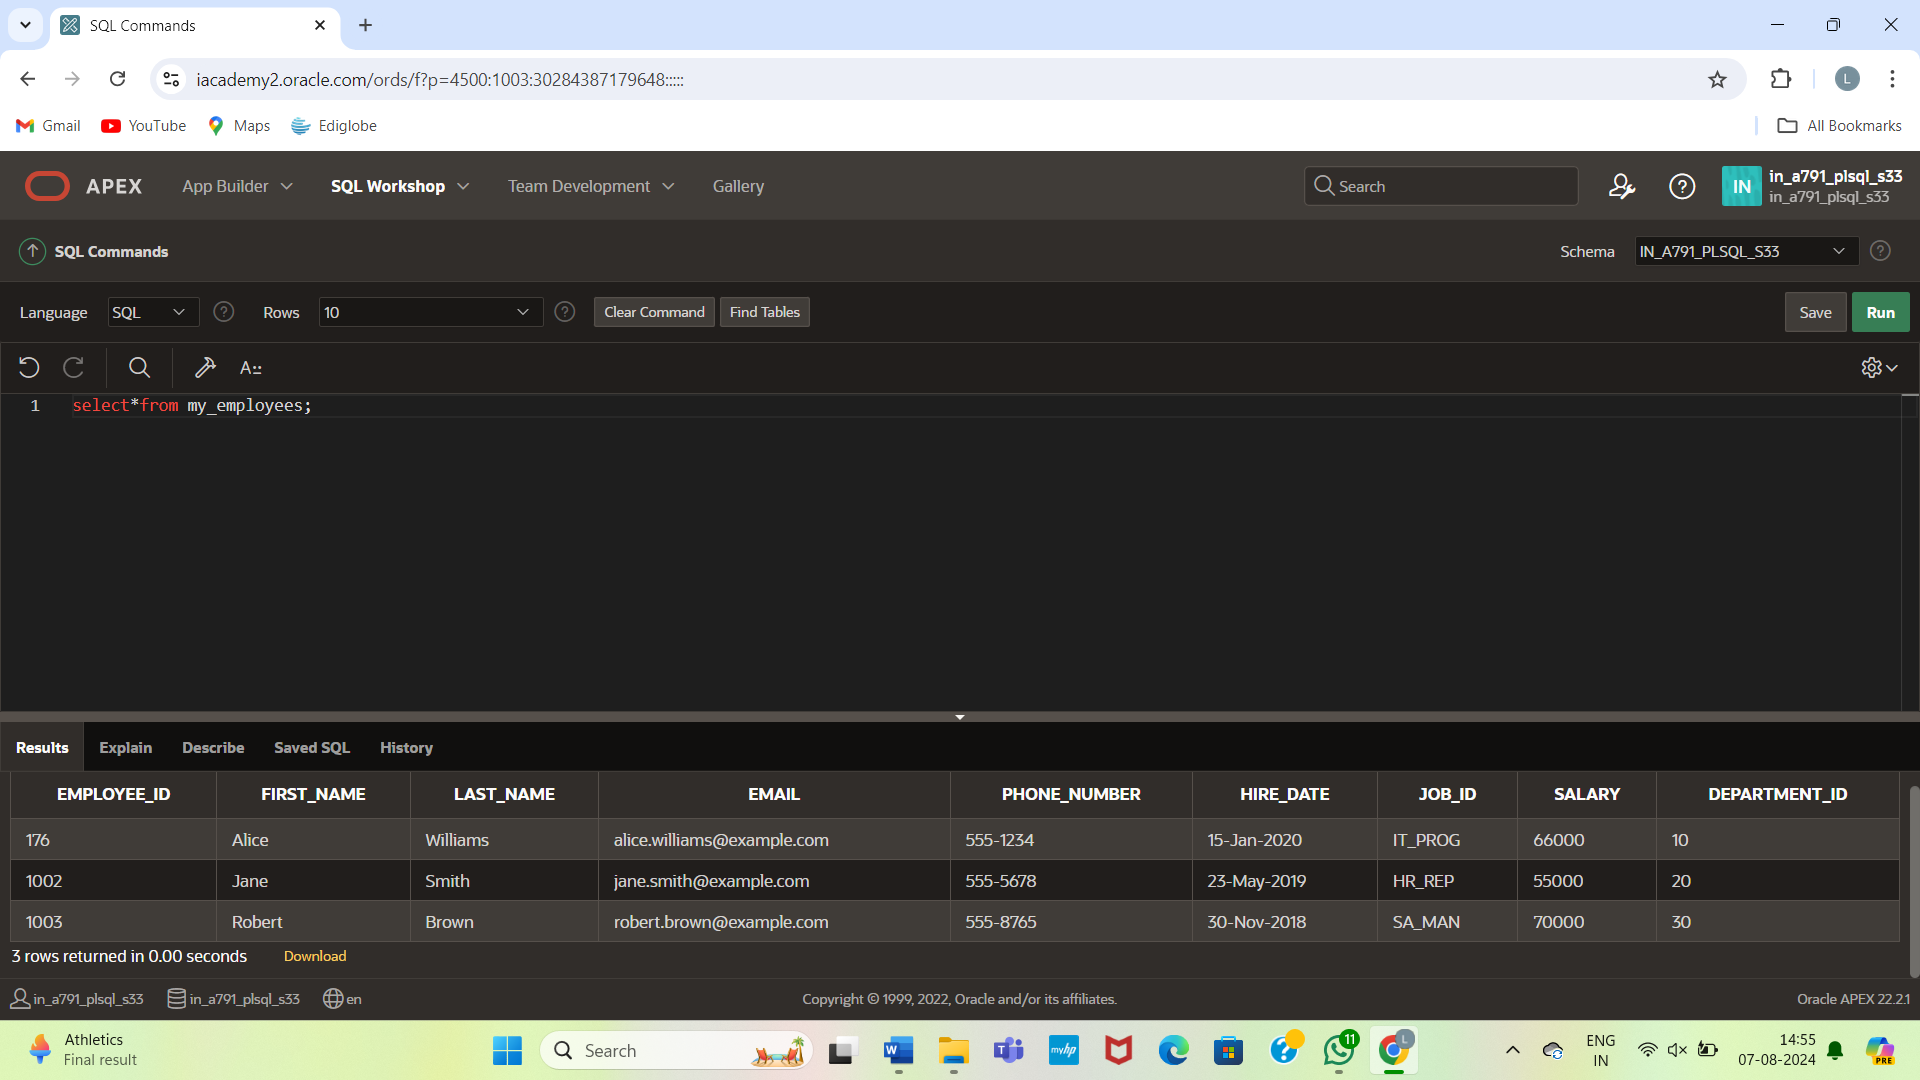 SQL Commands
iacademy2.oracle.com/ords/f?p=4500:1003:30284387179648:::::
L
Gmail YouTube Maps Ediglobe All Bookmarks
APEX App Builder SQL Workshop Team Development Gallery Search IN in_a791_plsql_s33
in_a791_plsql_s33
SQL Commands Schema IN_A791_PLSQL_S33
Language SQL Rows 10 Clear Command Find Tables Save Run
A::
1 select*from my_employees;
Results Explain Describe Saved SQL History
EMPLOYEE_ID FIRST_NAME LAST_NAME EMAIL PHONE_NUMBER HIRE_DATE JOB_ID SALARY DEPARTMENT_ID
176 Alice Williams alice.williams@example.com 555-1234 15-Jan-2020 IT_PROG 66000 10
1002 Jane Smith jane.smith@example.com 555-5678 23-May-2019 HR_REP 55000 20
1003 Robert Brown robert.brown@example.com 555-8765 30-Nov-2018 SA_MAN 70000 30
3 rows returned in 0.00 seconds Download
in_a791_plsql_s33 in_a791_plsql_s33 en Copyright © 1999, 2022, Oracle and/or its affiliates. Oracle APEX 22.2.1
Athletics
Final result
Search W myhp 11 L
ENG
IN
14:55
07-08-2024
PRE